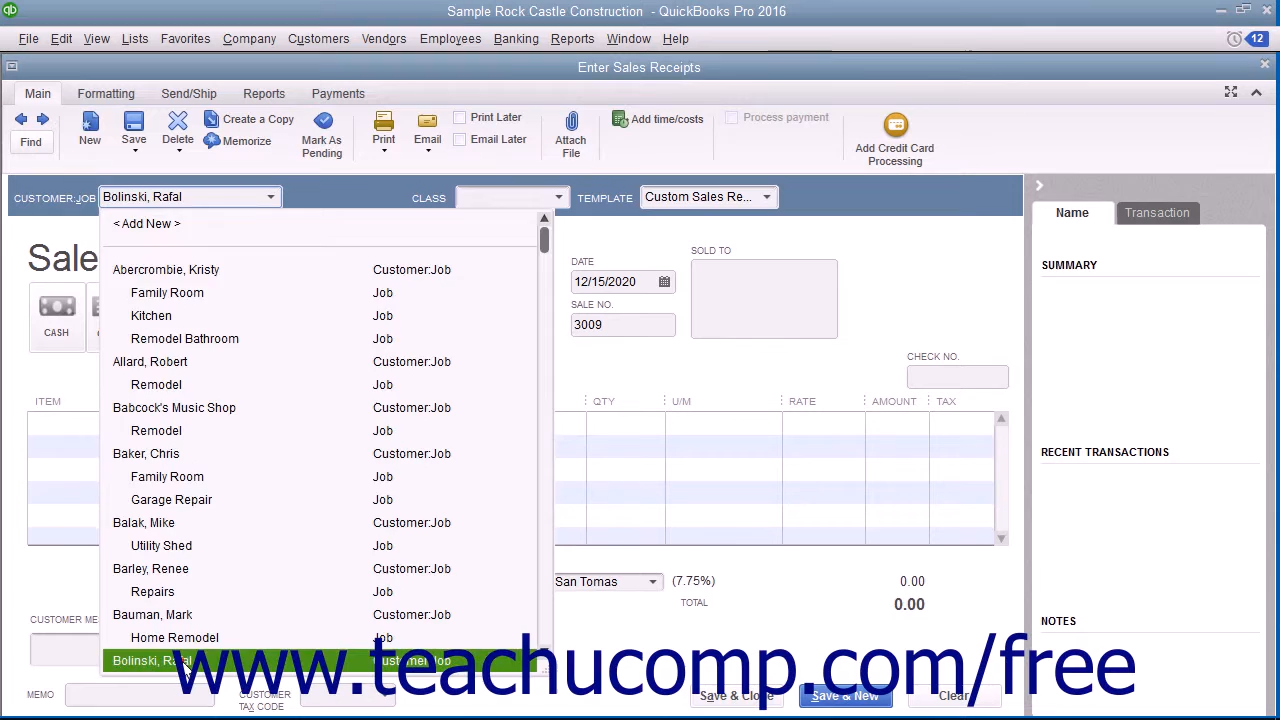 Sample Rock Castle Construction - QuickBooks Pro 2016
File Edit View Lists Favorites Company Customers Vendors Employees Banking Reports Window Help 12
Enter Sales Receipts
Main Formatting Send/Ship Reports Payments
Find New Save Delete Create a Copy Memorize Mark As Pending Print Email Print Later Email Later Attach File Add time/costs Process payment Add Credit Card Processing
CUSTOMER:JOB Bolinski, Rafal CLASS TEMPLATE Custom Sales Re...
Name Transaction
< Add New >
Abercrombie, Kristy Customer:Job
Family Room Job
Kitchen Job
Remodel Bathroom Job
Allard, Robert Customer:Job
Remodel Job
Babcock's Music Shop Customer:Job
Remodel Job
Baker, Chris Customer:Job
Family Room Job
Garage Repair Job
Balak, Mike Customer:Job
Utility Shed Job
Barley, Renee Customer:Job
Repairs Job
Bauman, Mark Customer:Job
Home Remodel Job
Bolinski, Rafal Customer:Job
Sale
CASH
DATE
12/15/2020
SALE NO.
3009
SOLD TO
CHECK NO.
ITEM QTY U/M RATE AMOUNT TAX
San Tomas (7.75%) 0.00
TOTAL 0.00
CUSTOMER ME
MEMO
CUSTOMER
TAX CODE
Save & Close Save & New Clear
SUMMARY
RECENT TRANSACTIONS
NOTES
www.teachucomp.com/free